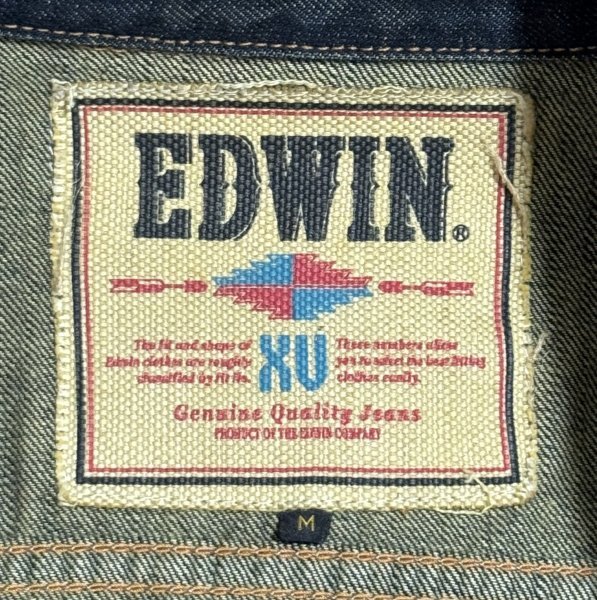 EDWIN®
The fit and shape of
Edwin clothes are roughly
classified by fit No.
XV
These numbers allow
you to select the best fitting
clothes easily.
Genuine Quality Jeans
PRODUCT OF THE EDWIN COMPANY
M